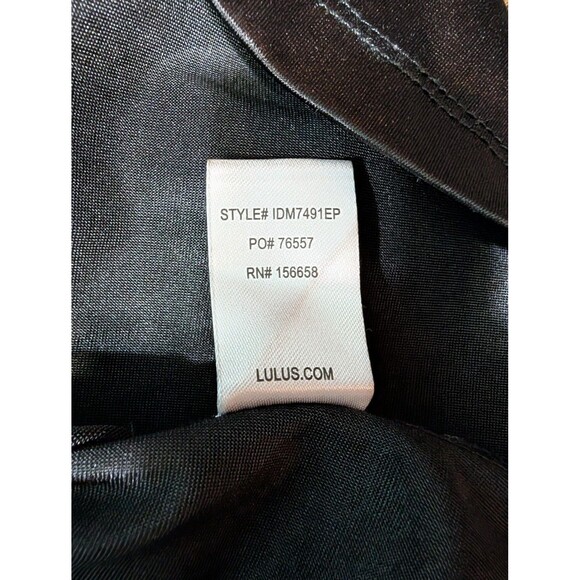 STYLE# IDM7491EP
PO# 76557
RN# 156658
LULUS.COM